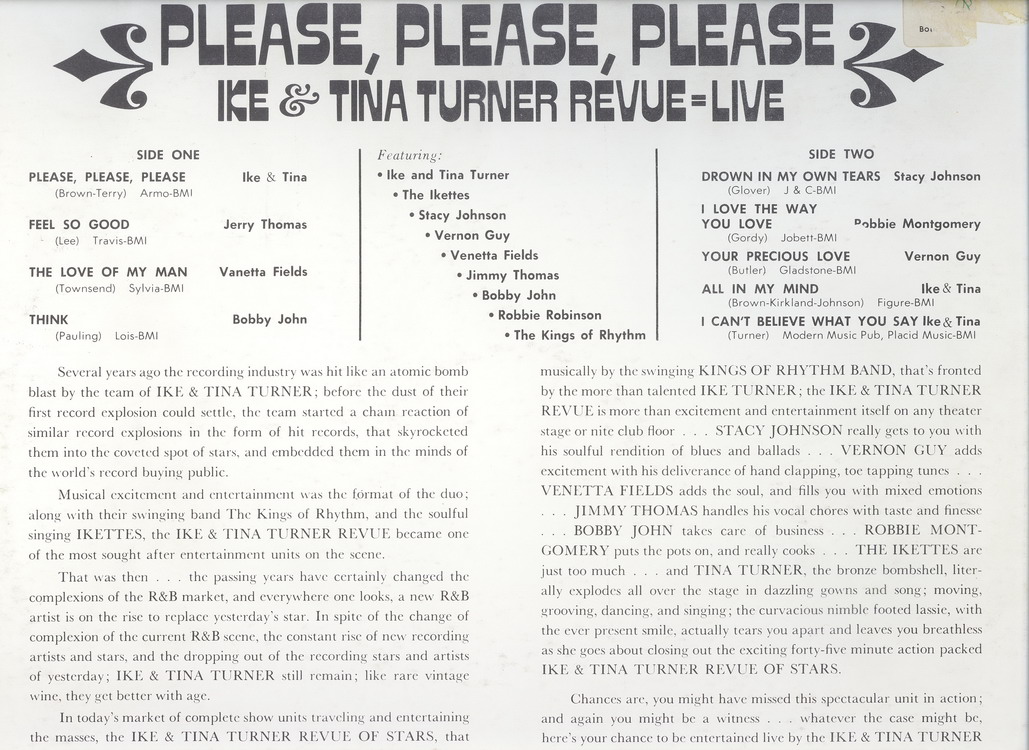 PLEASE, PLEASE, PLEASE
IKE & TINA TURNER REVUE=LIVE
SIDE ONE
PLEASE, PLEASE, PLEASE Ike & Tina
(Brown-Terry) Armo-BMI
FEEL SO GOOD Jerry Thomas
(Lee) Travis-BMI
THE LOVE OF MY MAN Vanetta Fields
(Townsend) Sylvia-BMI
THINK Bobby John
(Pauling) Lois-BMI
Featuring:
• Ike and Tina Turner
• The Ikettes
• Stacy Johnson
• Vernon Guy
• Venetta Fields
• Jimmy Thomas
• Bobby John
• Robbie Robinson
• The Kings of Rhythm
SIDE TWO
DROWN IN MY OWN TEARS Stacy Johnson
(Glover) J & C-BMI
I LOVE THE WAY
YOU LOVE Robbie Montgomery
(Gordy) Jobett-BMI
YOUR PRECIOUS LOVE Vernon Guy
(Butler) Gladstone-BMI
ALL IN MY MIND Ike & Tina
(Brown-Kirkland-Johnson) Figure-BMI
I CAN'T BELIEVE WHAT YOU SAY Ike & Tina
(Turner) Modern Music Pub, Placid Music-BMI
Several years ago the recording industry was hit like an atomic bomb
blast by the team of IKE & TINA TURNER; before the dust of their
first record explosion could settle, the team started a chain reaction of
similar record explosions in the form of hit records, that skyrocketed
them into the coveted spot of stars, and embedded them in the minds of
the world's record buying public.
Musical excitement and entertainment was the format of the duo;
along with their swinging band The Kings of Rhythm, and the soulful
singing IKETTES, the IKE & TINA TURNER REVUE became one
of the most sought after entertainment units on the scene.
That was then . . . the passing years have certainly changed the
complexions of the R&B market, and everywhere one looks, a new R&B
artist is on the rise to replace yesterday's star. In spite of the change of
complexion of the current R&B scene, the constant rise of new recording
artists and stars, and the dropping out of the recording stars and artists
of yesterday; IKE & TINA TURNER still remain; like rare vintage
wine, they get better with age.
In today's market of complete show units traveling and entertaining
the masses, the IKE & TINA TURNER REVUE OF STARS, that
musically by the swinging KINGS OF RHYTHM BAND, that's fronted
by the more than talented IKE TURNER; the IKE & TINA TURNER
REVUE is more than excitement and entertainment itself on any theater
stage or nite club floor . . . STACY JOHNSON really gets to you with
his soulful rendition of blues and ballads . . . VERNON GUY adds
excitement with his deliverance of hand clapping, toe tapping tunes . . .
VENETTA FIELDS adds the soul, and fills you with mixed emotions
. . . JIMMY THOMAS handles his vocal chores with taste and finesse
. . . BOBBY JOHN takes care of business . . . ROBBIE MONT-
GOMERY puts the pots on, and really cooks . . . THE IKETTES are
just too much . . . and TINA TURNER, the bronze bombshell, liter-
ally explodes all over the stage in dazzling gowns and song; moving,
grooving, dancing, and singing; the curvacious nimble footed lassie, with
the ever present smile, actually tears you apart and leaves you breathless
as she goes about closing out the exciting forty-five minute action packed
IKE & TINA TURNER REVUE OF STARS.
Chances are, you might have missed this spectacular unit in action;
and again you might be a witness . . . whatever the case might be,
here's your chance to be entertained live by the IKE & TINA TURNER